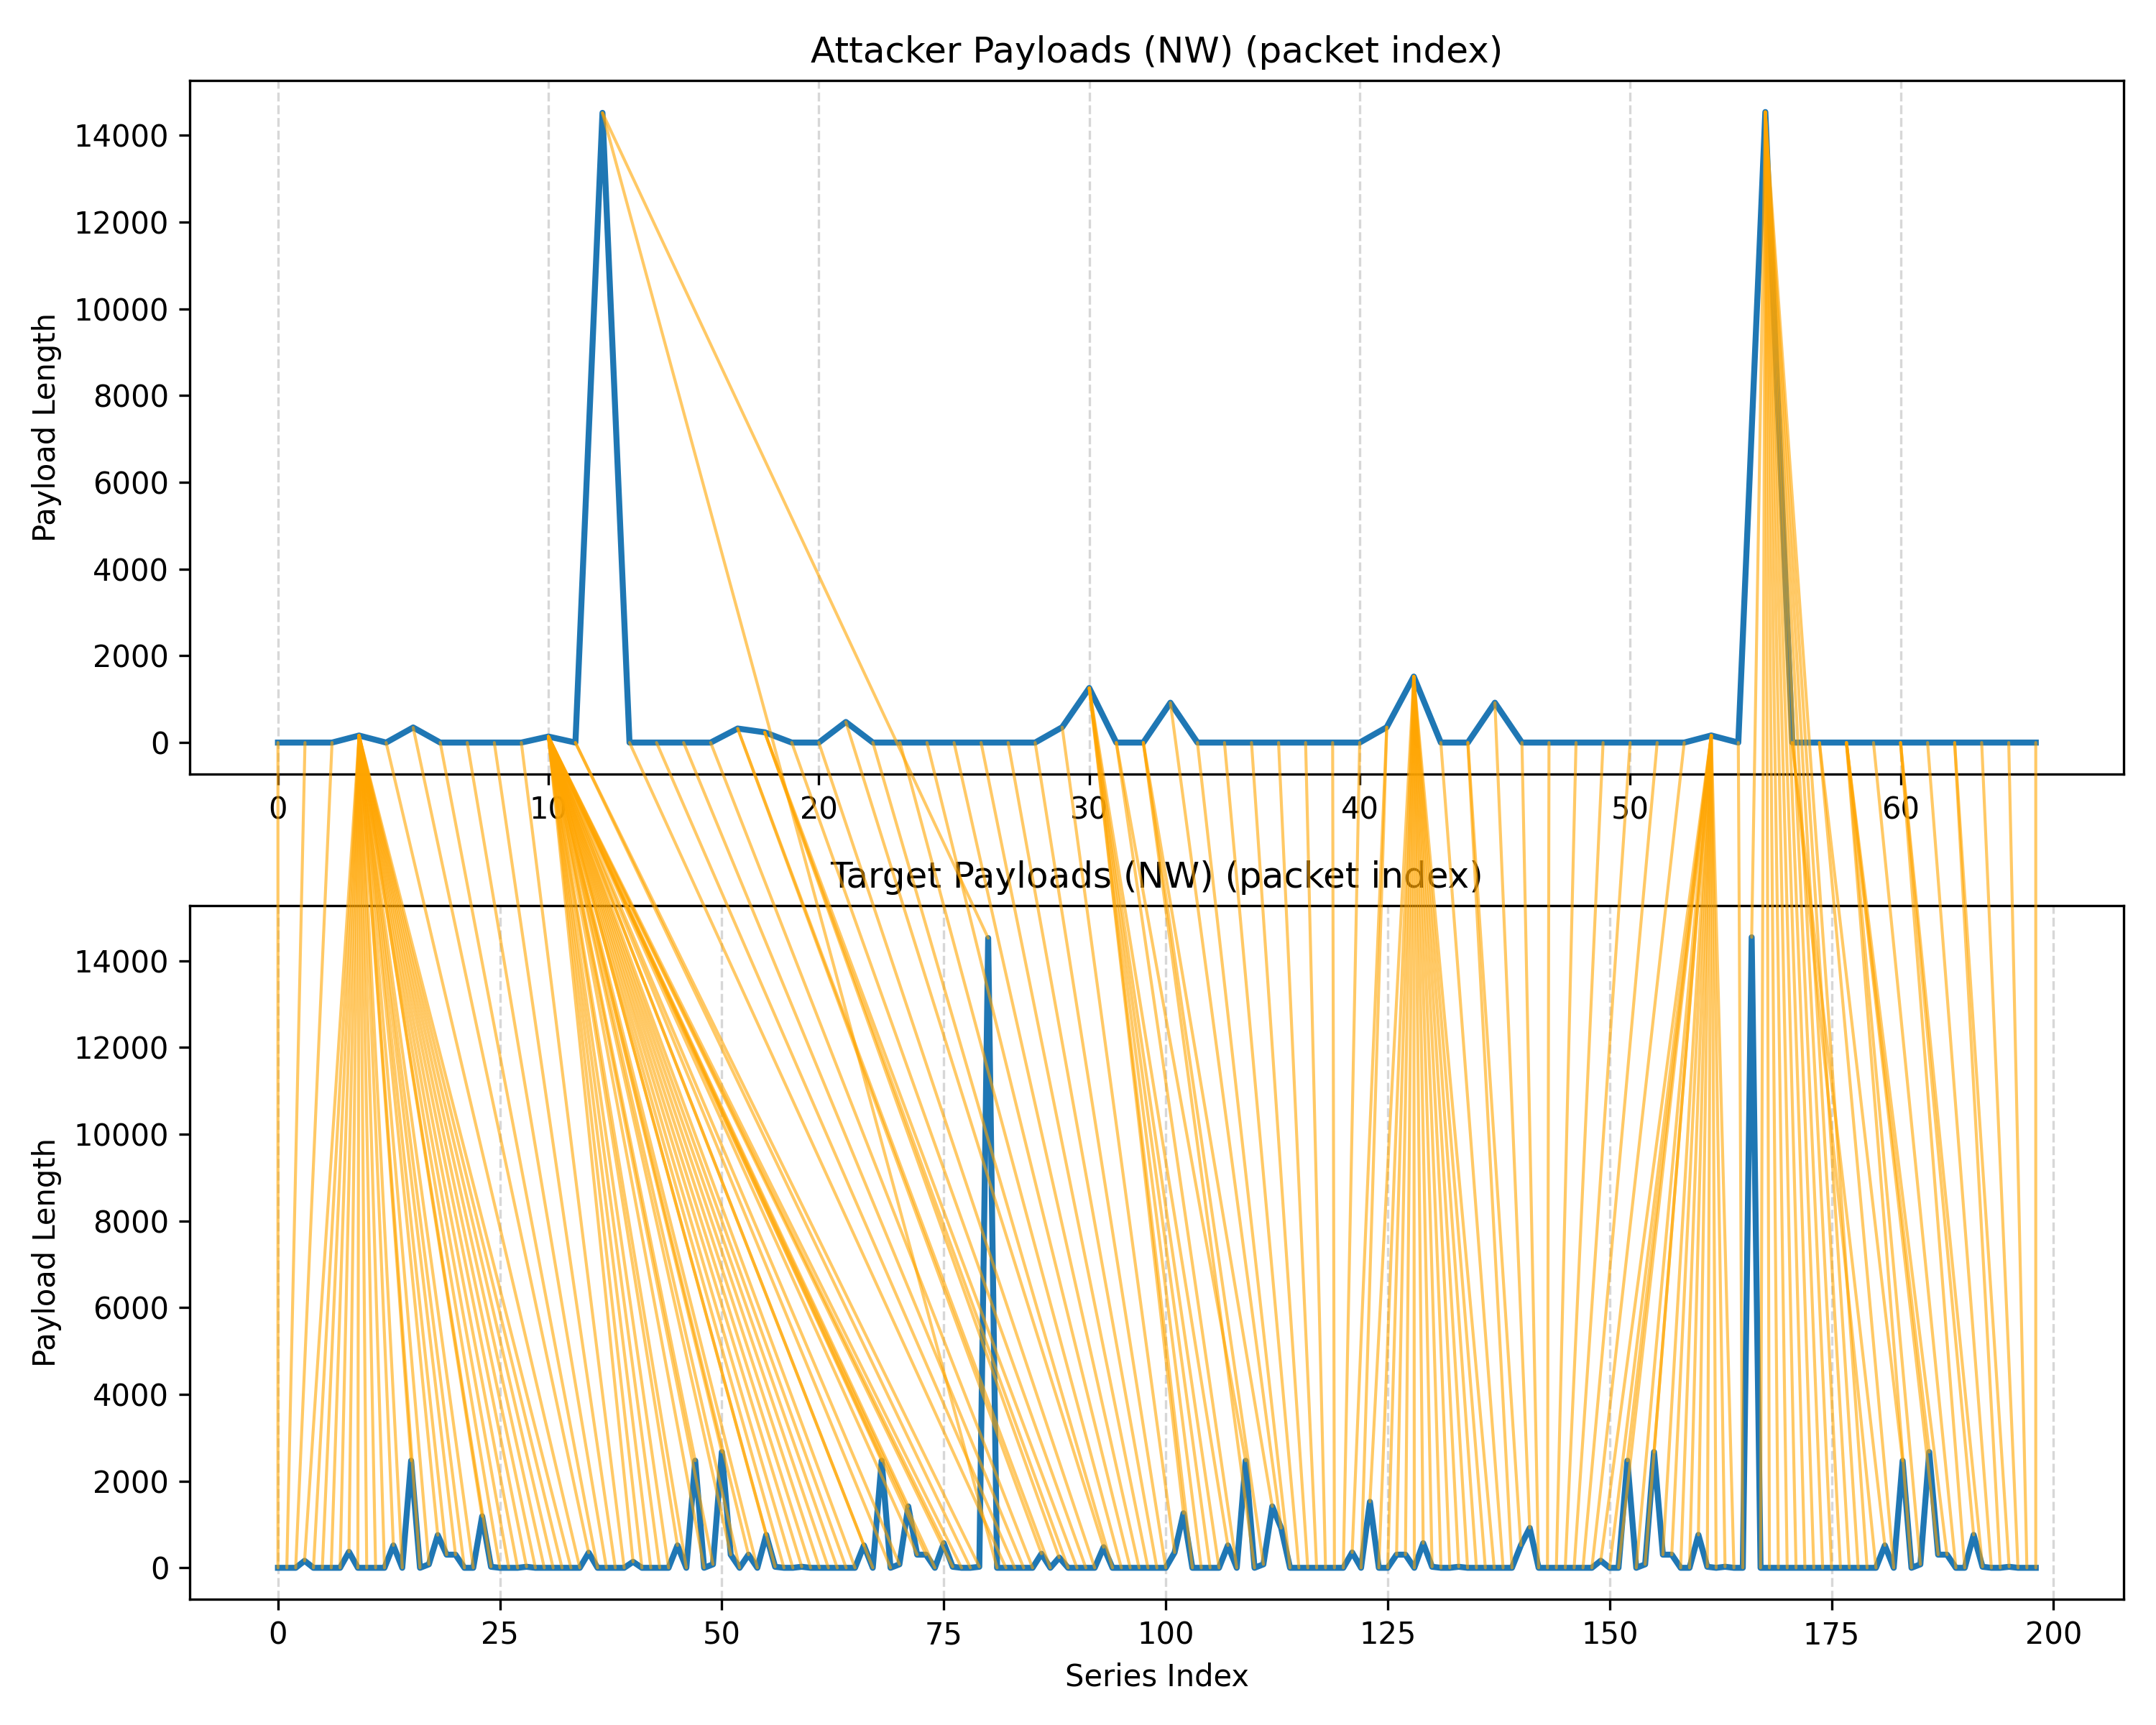 Attacker Payloads (NW) (packet index)
Payload Length
14000
12000
10000
8000
6000
4000
2000
0
0 10 20 30 40 50 60
Target Payloads (NW) (packet index)
Payload Length
14000
12000
10000
8000
6000
4000
2000
0
0 25 50 75 100 125 150 175 200
Series Index